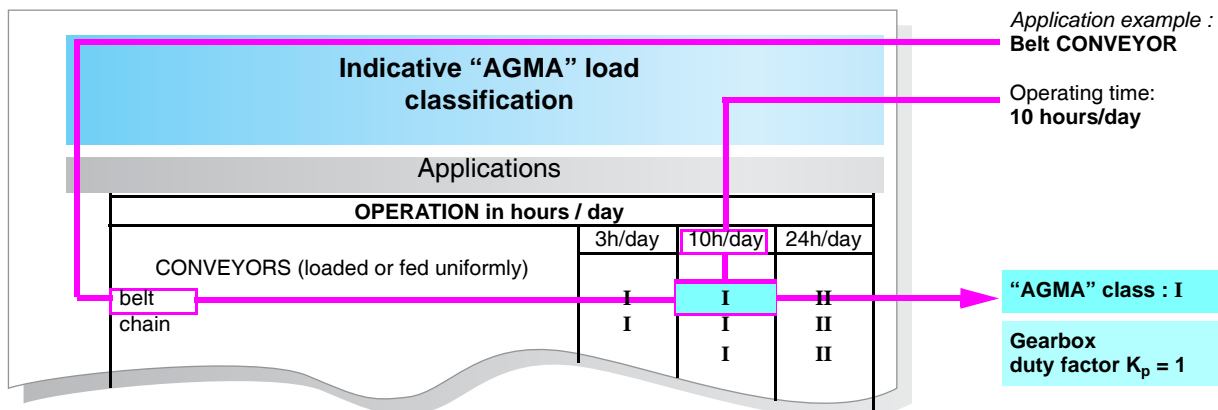 Application example :
Belt CONVEYOR
Operating time:
10 hours/day
Indicative “AGMA” load
classification
Applications
OPERATION in hours / day
3h/day 10h/day 24h/day
CONVEYORS (loaded or fed uniformly)
belt I I II
chain I I II
I II
“AGMA” class : I
Gearbox
duty factor Kp = 1